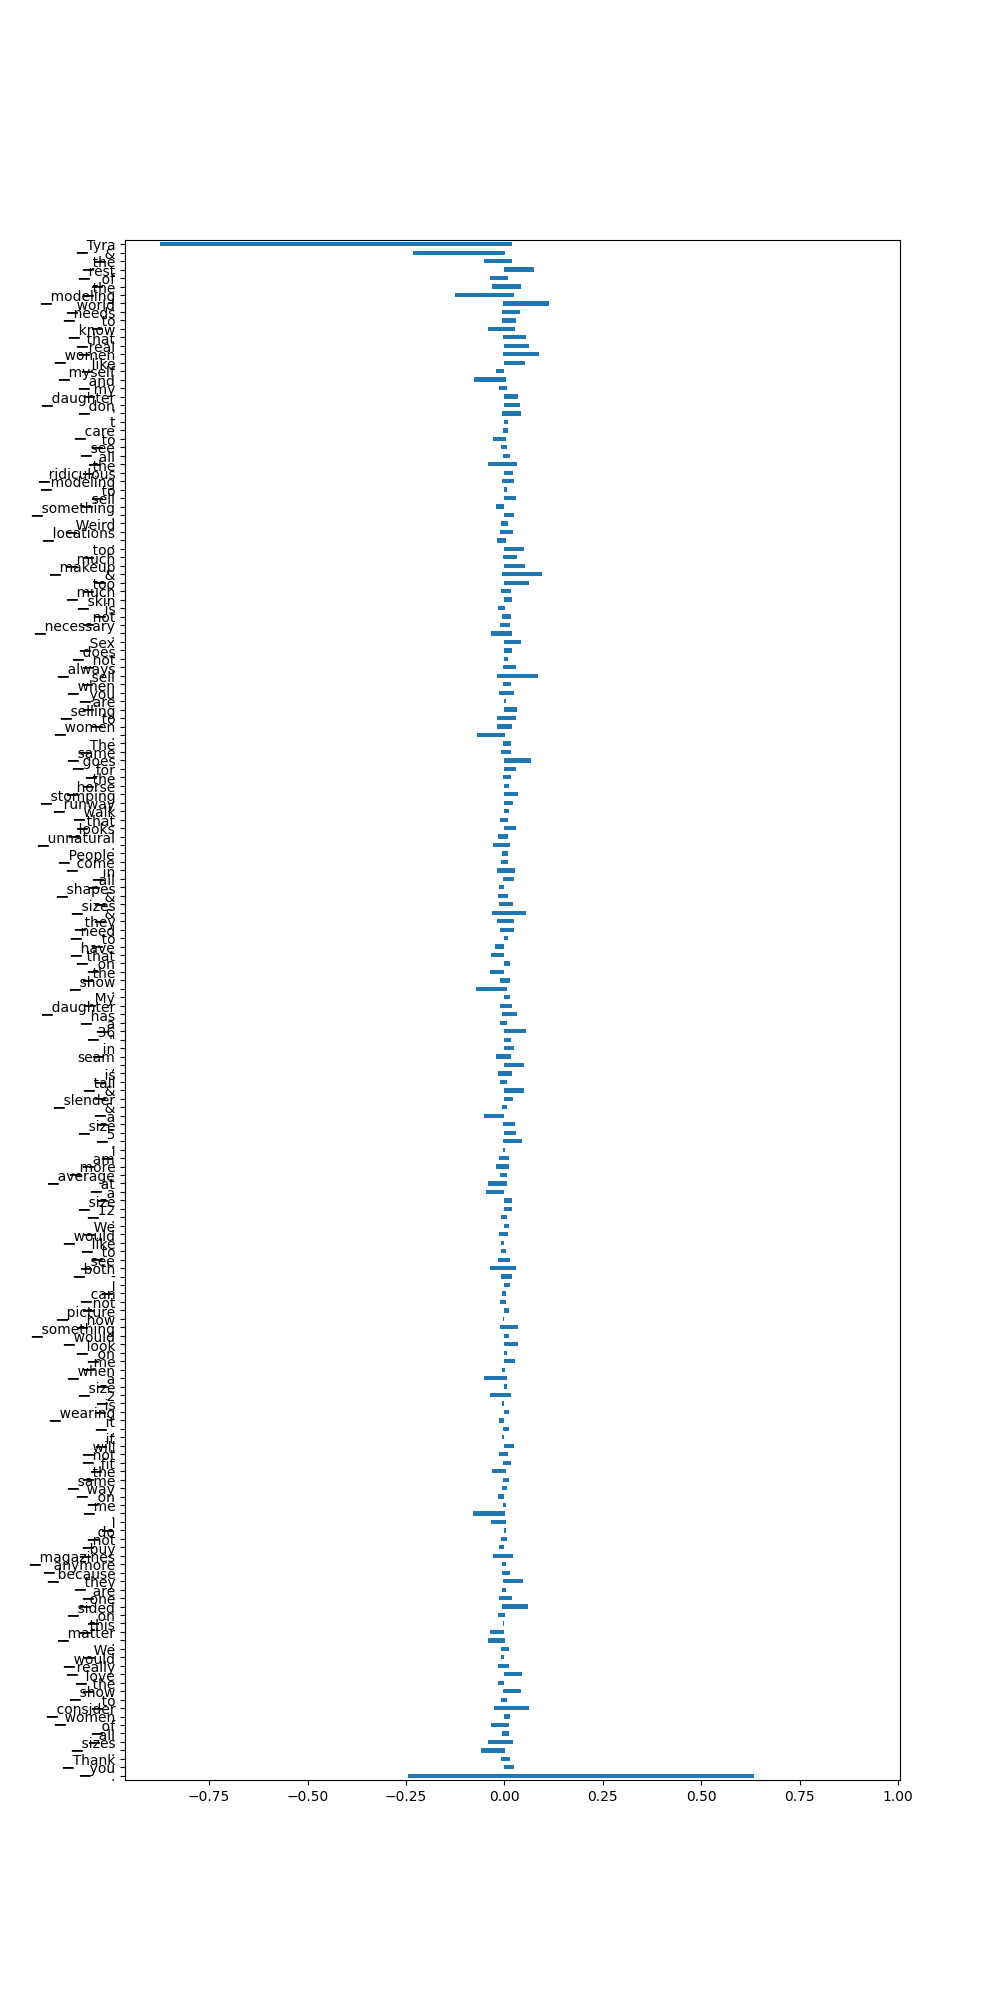 Tyra
_&
_the
_rest
_of
_the
_modeling
_world
_needs
_to
_know
_that
_real
_women
_like
_myself
_and
_my
_daughter
_don
_'
t
_care
_to
_see
_all
_the
_ridiculous
_modeling
_to
_sell
_something
.
_Weird
_locations
,
_too
_much
_makeup
_&
_too
_much
_skin
_is
_not
_necessary
.
_Sex
_does
_not
_always
_sell
_when
_you
_are
_selling
_to
_women
.
_The
_same
_goes
_for
_the
_horse
_stomping
_runway
_walk
_that
_looks
_unnatural
.
_People
_come
_in
_all
_shapes
_&
_sizes
_&
_they
_need
_to
_have
_that
_on
_the
_show
.
_My
_daughter
_has
_a
_36
"
_in
seam
,
_is
_tall
_&
_slender
_&
_a
_size
_5
.
_I
_am
_more
_average
_at
_a
_size
_12
.
_We
_would
_like
_to
_see
_both
-
_I
_can
_not
_picture
_how
_something
_would
_look
_on
_me
_when
_a
_size
_2
_is
_wearing
_it
,
_it
_will
_not
_fit
_the
_same
_way
_on
_me
.
_I
_do
_not
_buy
_magazines
_anymore
_because
_they
_are
_one
_sided
_on
_this
_matter
.
_We
_would
_really
_love
_the
_show
_to
_consider
_women
_of
_all
_sizes
.
_Thank
_you
.
−0.75 −0.50 −0.25 0.00 0.25 0.50 0.75 1.00